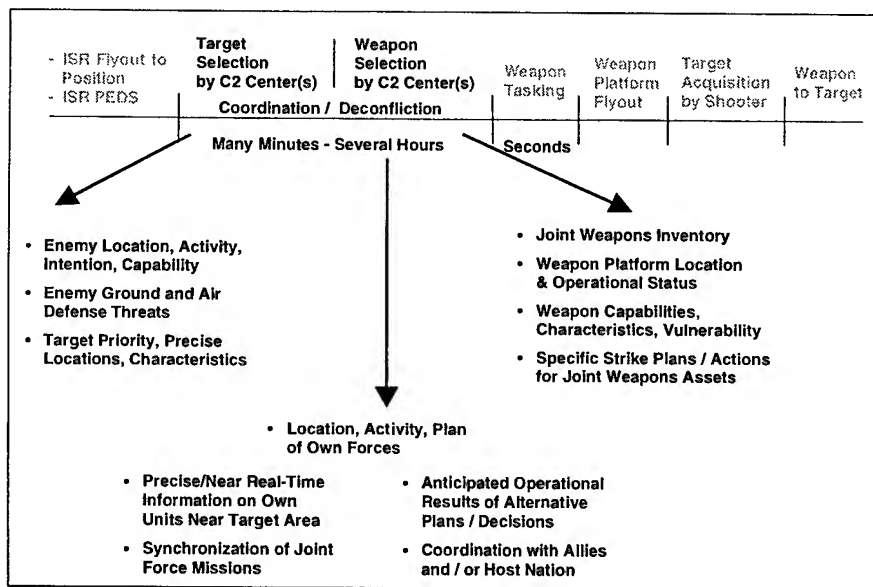 - ISR Flyout to
Position
- ISR PEDS
Target
Selection
by C2 Center(s)
Weapon
Selection
by C2 Center(s)
Coordination / Deconfliction
Weapon
Tasking
Weapon
Platform
Flyout
Target
Acquisition
by Shooter
Weapon
to Target
Many Minutes - Several Hours
Seconds
• Enemy Location, Activity,
Intention, Capability
• Enemy Ground and Air
Defense Threats
• Target Priority, Precise
Locations, Characteristics
• Joint Weapons Inventory
• Weapon Platform Location
& Operational Status
• Weapon Capabilities,
Characteristics, Vulnerability
• Specific Strike Plans / Actions
for Joint Weapons Assets
• Location, Activity, Plan
of Own Forces
• Precise/Near Real-Time
Information on Own
Units Near Target Area
• Synchronization of Joint
Force Missions
• Anticipated Operational
Results of Alternative
Plans / Decisions
• Coordination with Allies
and / or Host Nation